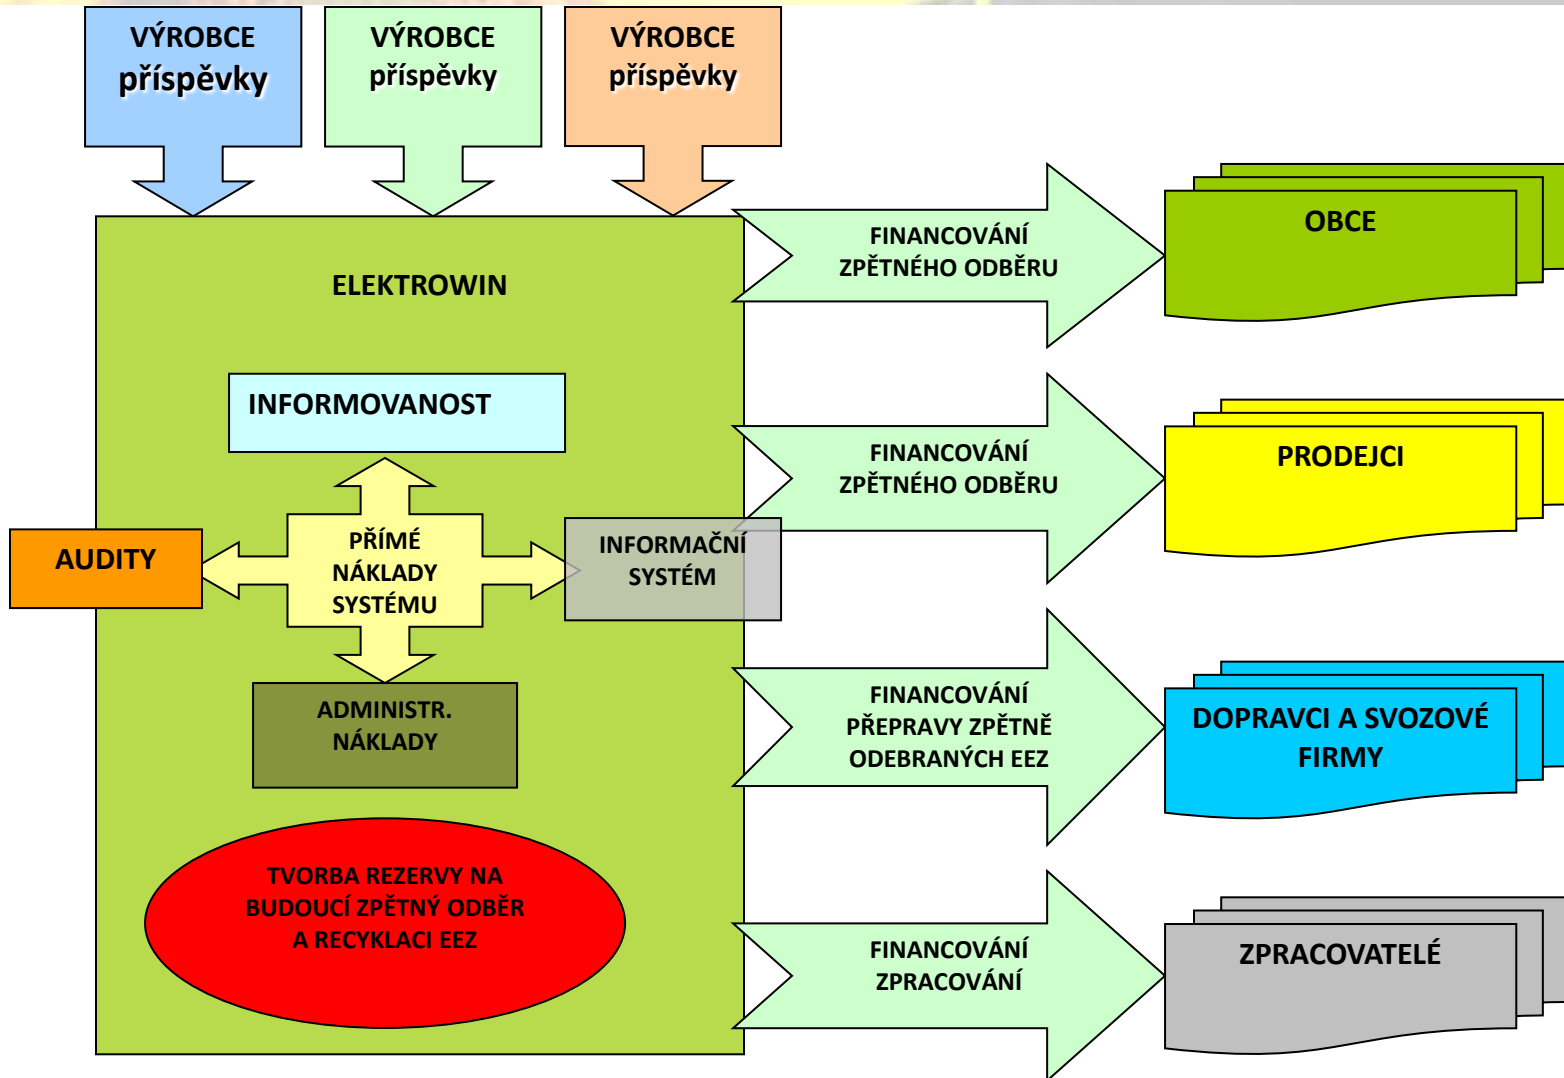 VÝROBCE
příspěvky
VÝROBCE
příspěvky
VÝROBCE
příspěvky
ELEKTROWIN
INFORMOVANOST
AUDITY
PŘÍMÉ
NÁKLADY
SYSTÉMU
INFORMAČNÍ
SYSTÉM
ADMINISTR.
NÁKLADY
TVORBA REZERVY NA
BUDOUCÍ ZPĚTNÝ ODBĚR
A RECYKLACI EEZ
FINANCOVÁNÍ
ZPĚTNÉHO ODBĚRU
OBCE
FINANCOVÁNÍ
ZPĚTNÉHO ODBĚRU
PRODEJCI
FINANCOVÁNÍ
PŘEPRAVY ZPĚTNĚ
ODEBRANÝCH EEZ
DOPRAVCI A SVOZOVÉ
FIRMY
FINANCOVÁNÍ
ZPRACOVÁNÍ
ZPRACOVATELÉ